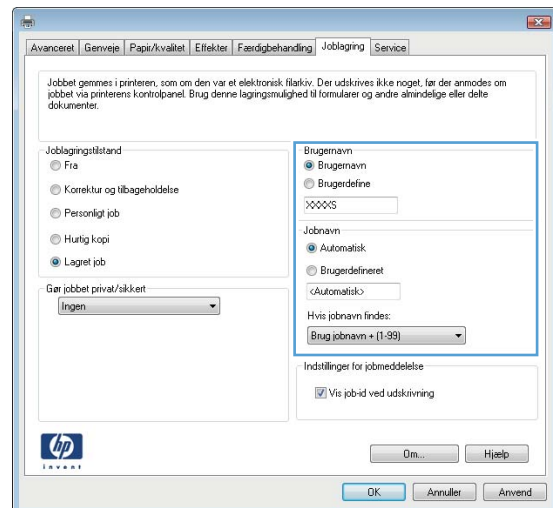 Avanceret Genveje Papir/kvalitet Effekter Færdigbehandling Joblagring Service
Jobbet gemmes i printeren, som om den var et elektronisk filarkiv. Der udskrives ikke noget, før der anmodes om
jobbet via printerens kontrolpanel. Brug denne lagringsmulighed til formularer og andre almindelige eller delte
dokumenter.
Joblagringstilstand
Fra
Korrektur og tilbageholdelse
Personligt job
Hurtig kopi
Lagret job
Gør jobbet privat/sikkert
Ingen
Brugernavn
Brugernavn
Brugerdefine
XXXXS
Jobnavn
Automatisk
Brugerdefineret
<Automatisk>
Hvis jobnavn findes:
Brug jobnavn + (1-99)
Indstillinger for jobmeddelelse
Vis job-id ved udskrivning
hp
invent
Om... Hjælp
OK Annuller Anvend